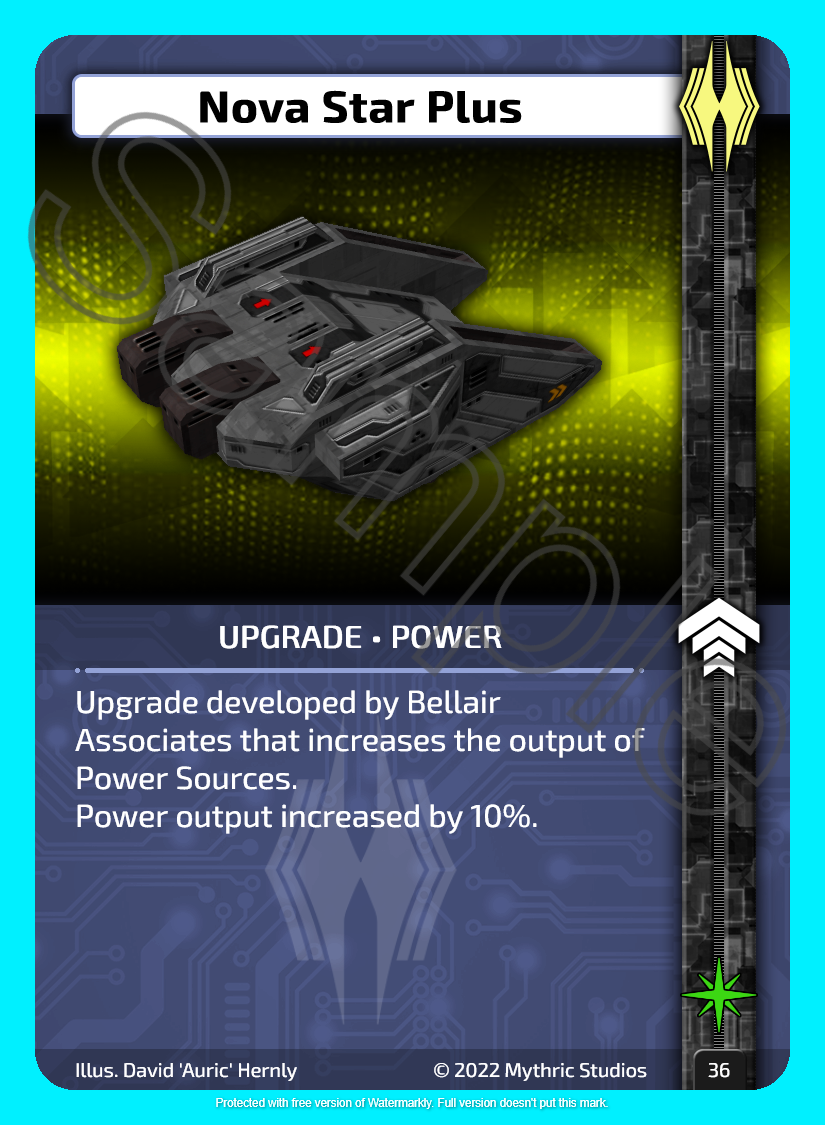 Nova Star Plus
Sample
UPGRADE • POWER
Upgrade developed by Bellair
Associates that increases the output of
Power Sources.
Power output increased by 10%.
Illus. David 'Auric' Hernly
© 2022 Mythric Studios
36
Protected with free version of Watermarkly. Full version doesn't put this mark.